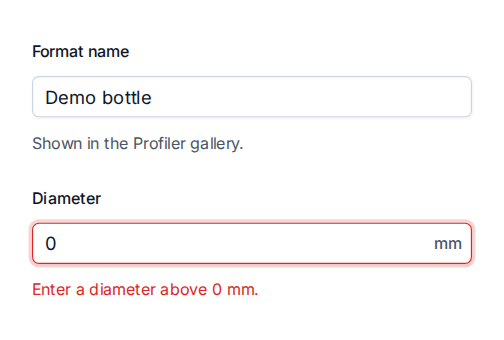 Format name
Demo bottle
Shown in the Profiler gallery.
Diameter
0 mm
Enter a diameter above 0 mm.